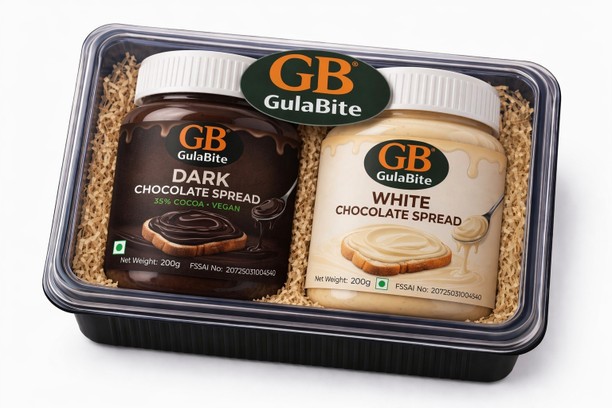 GB®
GulaBite
GB®
GulaBite
DARK
CHOCOLATE SPREAD
35% COCOA • VEGAN
Net Weight: 200g
FSSAI No: 20725031004540
GB®
GulaBite
WHITE
CHOCOLATE SPREAD
Net Weight: 200g
FSSAI No: 20725031004540